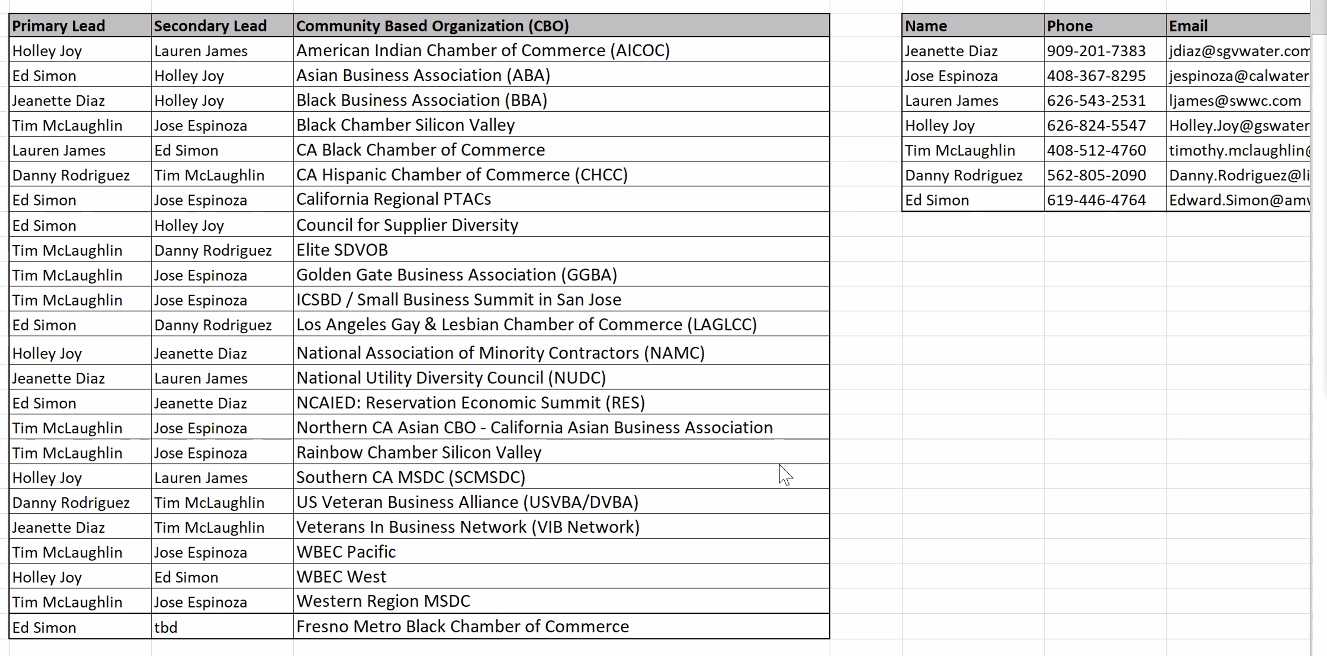 Primary Lead Secondary Lead Community Based Organization (CBO)
Holley Joy Lauren James American Indian Chamber of Commerce (AICOC)
Ed Simon Holley Joy Asian Business Association (ABA)
Jeanette Diaz Holley Joy Black Business Association (BBA)
Tim McLaughlin Jose Espinoza Black Chamber Silicon Valley
Lauren James Ed Simon CA Black Chamber of Commerce
Danny Rodriguez Tim McLaughlin CA Hispanic Chamber of Commerce (CHCC)
Ed Simon Jose Espinoza California Regional PTACs
Ed Simon Holley Joy Council for Supplier Diversity
Tim McLaughlin Danny Rodriguez Elite SDVOB
Tim McLaughlin Jose Espinoza Golden Gate Business Association (GGBA)
Tim McLaughlin Jose Espinoza ICSBD / Small Business Summit in San Jose
Ed Simon Danny Rodriguez Los Angeles Gay & Lesbian Chamber of Commerce (LAGLCC)
Holley Joy Jeanette Diaz National Association of Minority Contractors (NAMC)
Jeanette Diaz Lauren James National Utility Diversity Council (NUDC)
Ed Simon Jeanette Diaz NCAIED: Reservation Economic Summit (RES)
Tim McLaughlin Jose Espinoza Northern CA Asian CBO - California Asian Business Association
Tim McLaughlin Jose Espinoza Rainbow Chamber Silicon Valley
Holley Joy Lauren James Southern CA MSDC (SCMSDC)
Danny Rodriguez Tim McLaughlin US Veteran Business Alliance (USVBA/DVBA)
Jeanette Diaz Tim McLaughlin Veterans In Business Network (VIB Network)
Tim McLaughlin Jose Espinoza WBEC Pacific
Holley Joy Ed Simon WBEC West
Tim McLaughlin Jose Espinoza Western Region MSDC
Ed Simon tbd Fresno Metro Black Chamber of Commerce
Name Phone Email
Jeanette Diaz 909-201-7383 jdiaz@sgvwater.com
Jose Espinoza 408-367-8295 jespinoza@calwater
Lauren James 626-543-2531 ljames@swwc.com
Holley Joy 626-824-5547 Holley.Joy@gswater
Tim McLaughlin 408-512-4760 timothy.mclaughlin@
Danny Rodriguez 562-805-2090 Danny.Rodriguez@li
Ed Simon 619-446-4764 Edward.Simon@amw